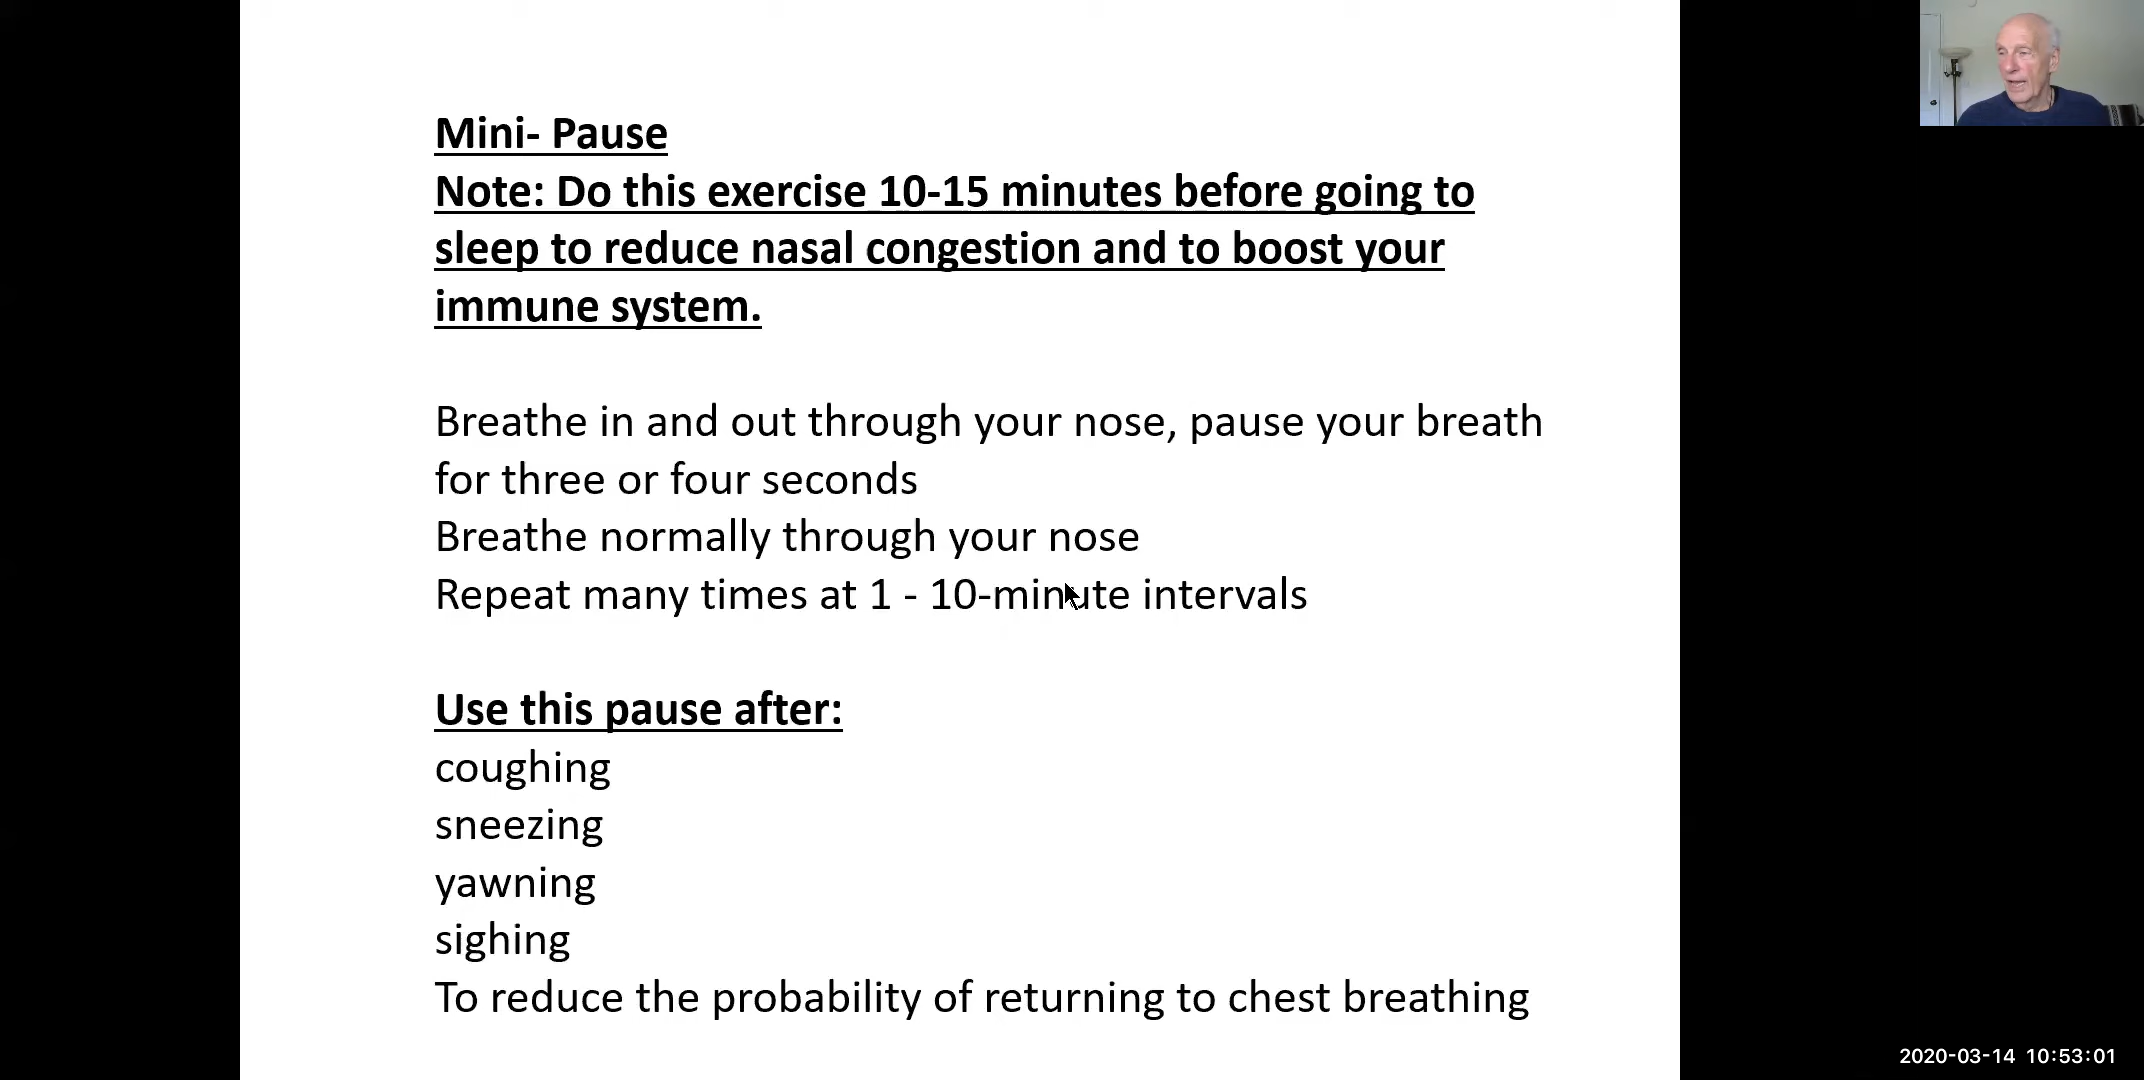 Mini- Pause
Note: Do this exercise 10-15 minutes before going to
sleep to reduce nasal congestion and to boost your
immune system.
Breathe in and out through your nose, pause your breath
for three or four seconds
Breathe normally through your nose
Repeat many times at 1 - 10-minute intervals
Use this pause after:
coughing
sneezing
yawning
sighing
To reduce the probability of returning to chest breathing
2020-03-14 10:53:01